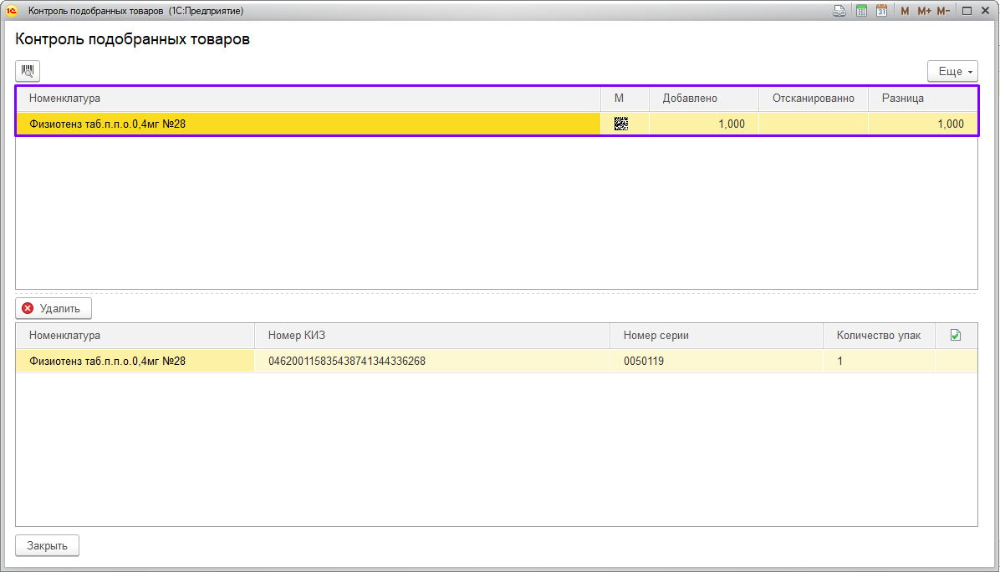 Контроль подобранных товаров (1С:Предприятие) 31 M M+ M-
Контроль подобранных товаров
Еще
Номенклатура М Добавлено Отсканированно Разница
Физиотенз таб.п.п.о.0,4мг №28 1,000 1,000
Удалить
Номенклатура Номер КИЗ Номер серии Количество упак
Физиотенз таб.п.п.о.0,4мг №28 046200115835438741344336268 0050119 1
Закрыть